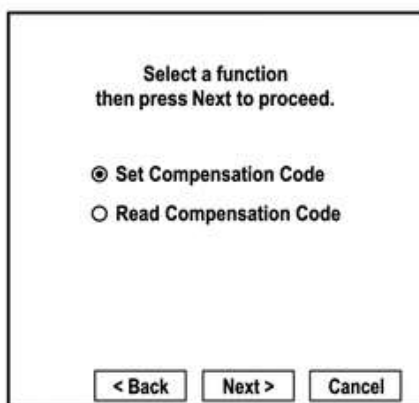 Select a function
then press Next to proceed.
Set Compensation Code
Read Compensation Code
< Back Next > Cancel